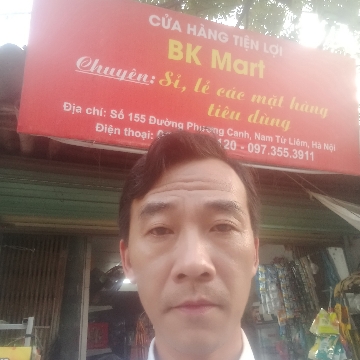 CỬA HÀNG TIỆN LỢI
BK Mart
Chuyên: Sỉ, lẻ các mặt hàng
tiêu dùng
Địa chỉ: Số 155 Đường Phương Canh, Nam Từ Liêm, Hà Nội
Điện thoại: 120 - 097.355.3911